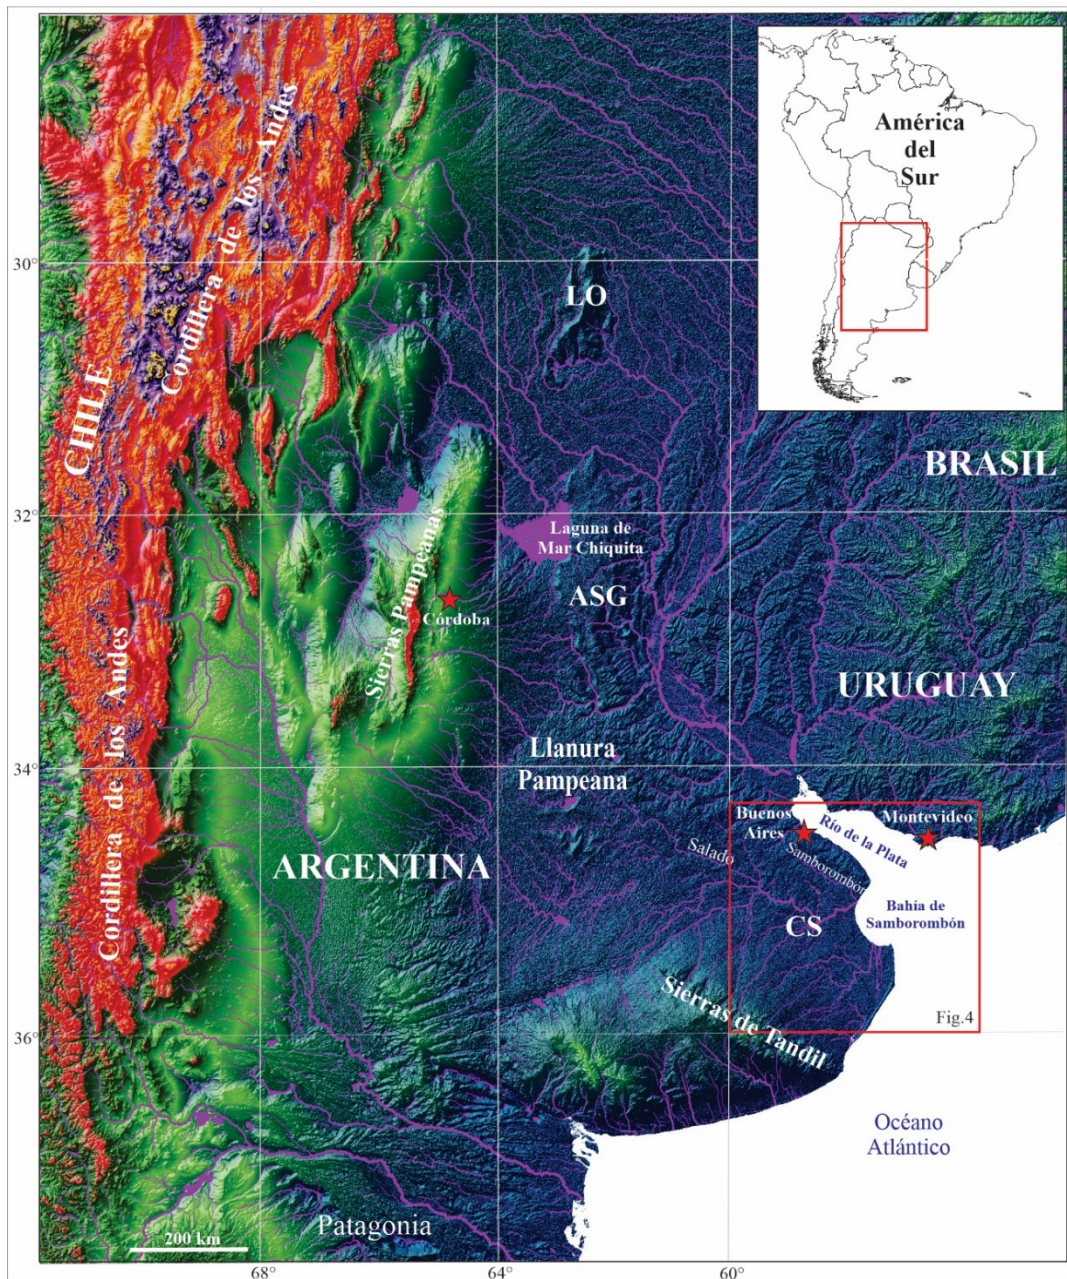 América
del
Sur
Cordillera de los Andes
30°
LO
CHILE
BRASIL
32°
Laguna de
Mar Chiquita
Sierras Pampeanas
ASG
Córdoba
URUGUAY
Cordillera de los Andes
Llanura
Pampeana
34°
Buenos
Aires
Río de la Plata
Montevideo
Salado
Samborombón
ARGENTINA
Bahía de
Samborombón
CS
Sierras de Tandil
Fig.4
36°
Océano
Atlántico
Patagonia
200 km
68°
64°
60°